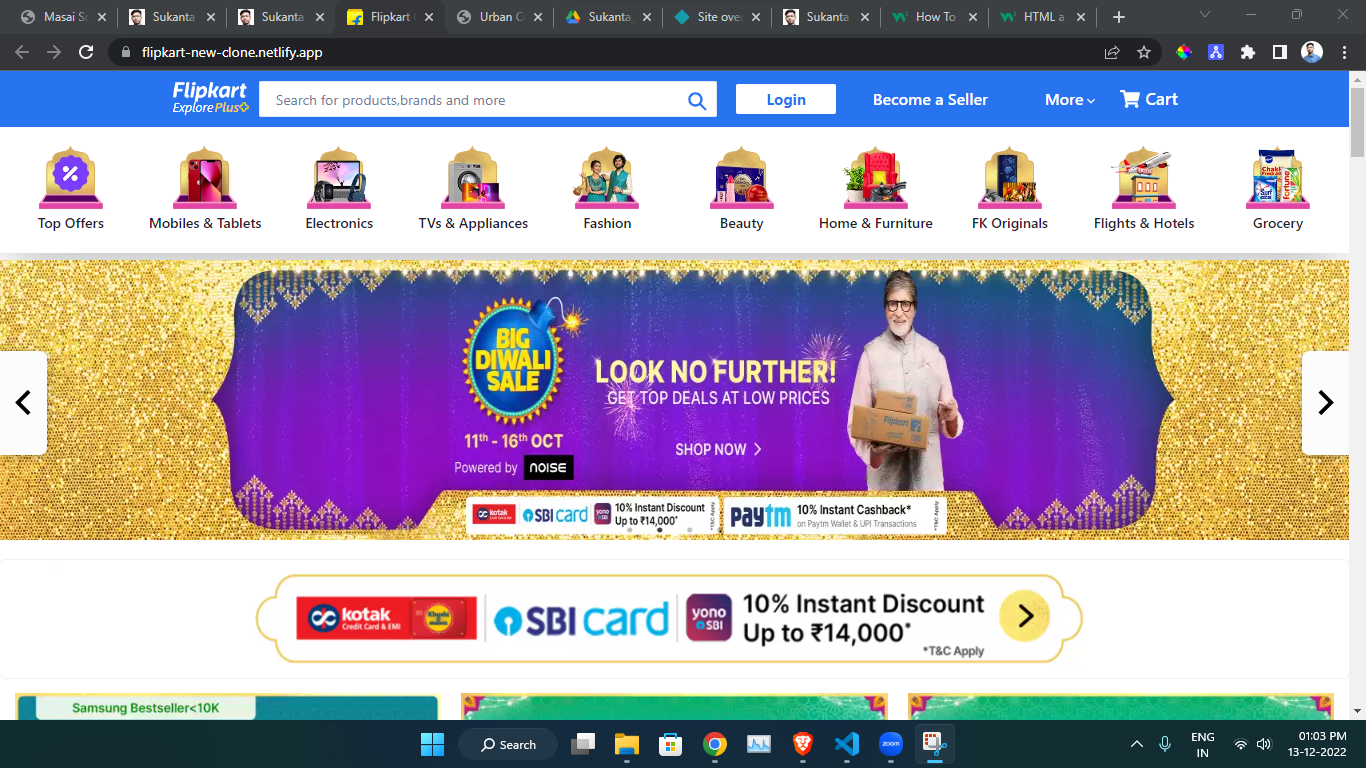 Masai Sc
Sukanta
Sukanta
Flipkart C
Urban C
Sukanta_
Site over
Sukanta
How To
HTML a
flipkart-new-clone.netlify.app
Flipkart
Explore Plus
Search for products,brands and more
Login
Become a Seller
More
Cart
Top Offers
Mobiles & Tablets
Electronics
TVs & Appliances
Fashion
Beauty
Home & Furniture
FK Originals
Flights & Hotels
Grocery
BIG
DIWALI
SALE
11th - 16th OCT
Powered by noise
LOOK NO FURTHER!
GET TOP DEALS AT LOW PRICES
SHOP NOW
Flipkart
kotak SBI card yono SBI 10% Instant Discount
Up to ₹14,000*
*T&C Apply
paytm 10% Instant Cashback*
on Paytm Wallet & UPI Transactions
*T&C Apply
kotak
Credit Card & EMI
SBI card
yono
SBI
10% Instant Discount
Up to ₹14,000*
*T&C Apply
Samsung Bestseller<10K
Search
zoom
ENG
IN
01:03 PM
13-12-2022